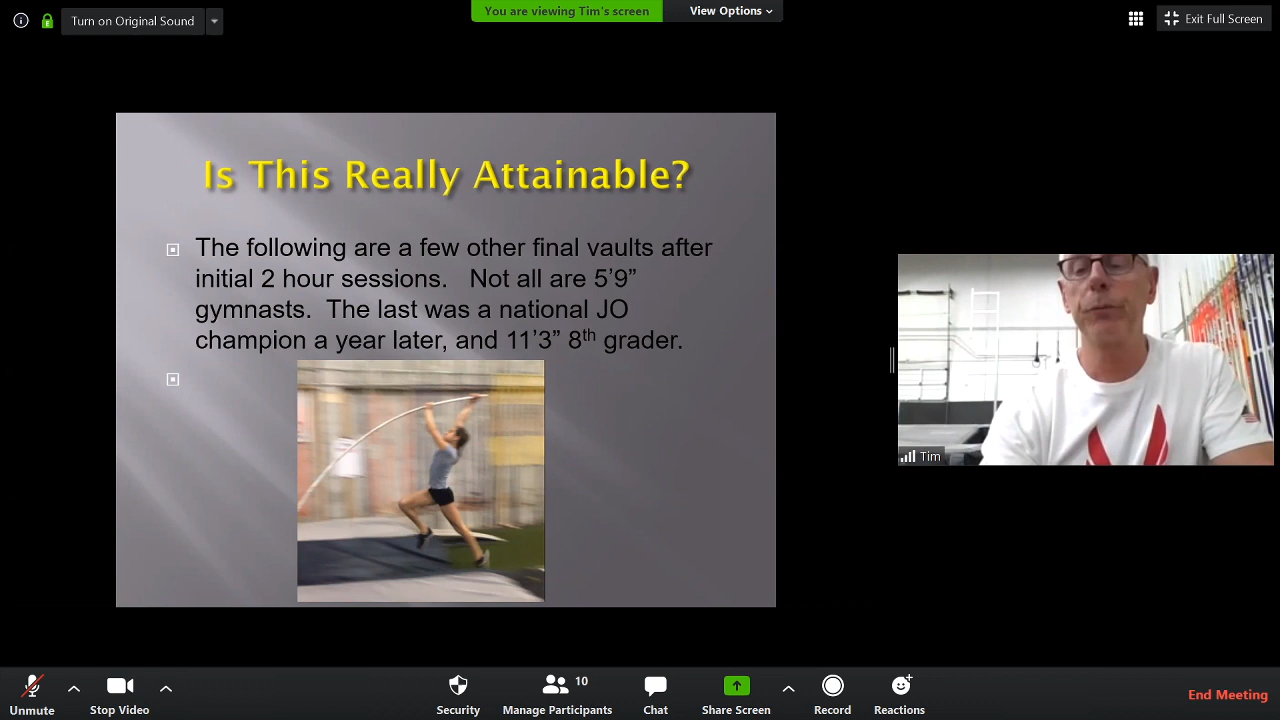 Turn on Original Sound
You are viewing Tim's screen
View Options
Exit Full Screen
Is This Really Attainable?
The following are a few other final vaults after
initial 2 hour sessions. Not all are 5’9”
gymnasts. The last was a national JO
champion a year later, and 11’3” 8th grader.
Tim
Unmute
Stop Video
Security
Manage Participants
10
Chat
Share Screen
Record
Reactions
End Meeting